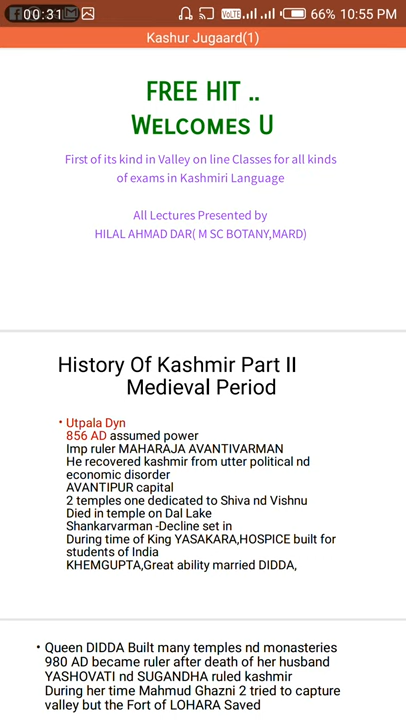 00:31 VoLTE 66% 10:55 PM
Kashur Jugaard(1)
FREE HIT ..
WELCOMES U
First of its kind in Valley on line Classes for all kinds
of exams in Kashmiri Language
All Lectures Presented by
HILAL AHMAD DAR( M SC BOTANY,MARD)
History Of Kashmir Part II
Medieval Period
• Utpala Dyn
856 AD assumed power
Imp ruler MAHARAJA AVANTIVARMAN
He recovered kashmir from utter political nd
economic disorder
AVANTIPUR capital
2 temples one dedicated to Shiva nd Vishnu
Died in temple on Dal Lake
Shankarvarman -Decline set in
During time of King YASAKARA,HOSPICE built for
students of India
KHEMGUPTA,Great ability married DIDDA,
• Queen DIDDA Built many temples nd monasteries
980 AD became ruler after death of her husband
YASHOVATI nd SUGANDHA ruled kashmir
During her time Mahmud Ghazni 2 tried to capture
valley but the Fort of LOHARA Saved